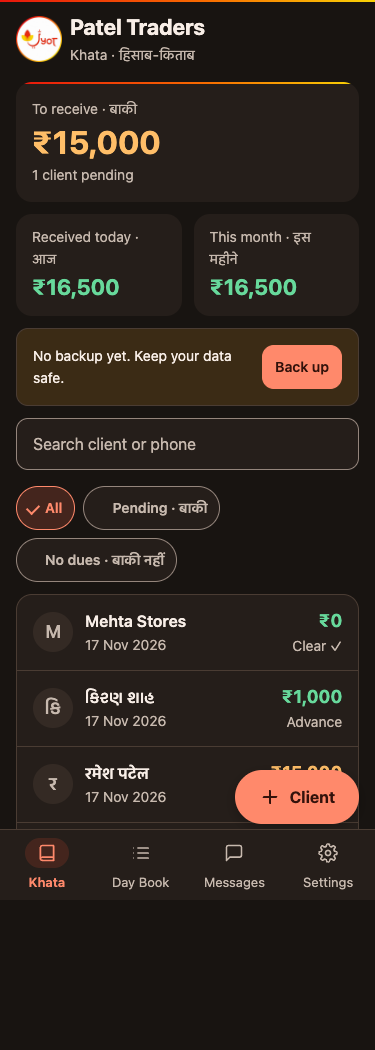 Jyot
Patel Traders
Khata · हिसाब-किताब
To receive · बाकी
₹15,000
1 client pending
Received today ·
आज
₹16,500
This month · इस
महीने
₹16,500
No backup yet. Keep your data
safe.
Back up
Search client or phone
All
Pending · बाकी
No dues · बाकी नहीं
M
Mehta Stores
₹0
17 Nov 2026
Clear ✓
કિ
કિરણ શાહ
₹1,000
17 Nov 2026
Advance
र
रमेश पटेल
₹15,000
17 Nov 2026
+ Client
Khata
Day Book
Messages
Settings